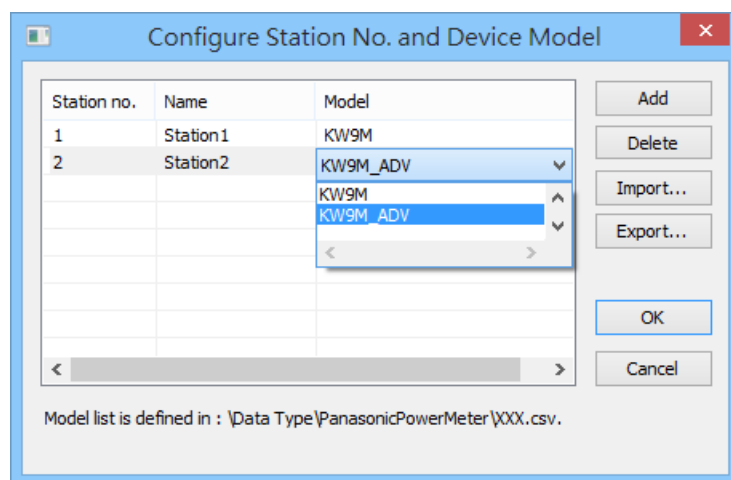 Configure Station No. and Device Model
Station no. Name Model
1 Station1 KW9M
2 Station2 KW9M_ADV
KW9M
KW9M_ADV
Add
Delete
Import...
Export...
OK
Cancel
Model list is defined in : \Data Type\PanasonicPowerMeter\XXX.csv.